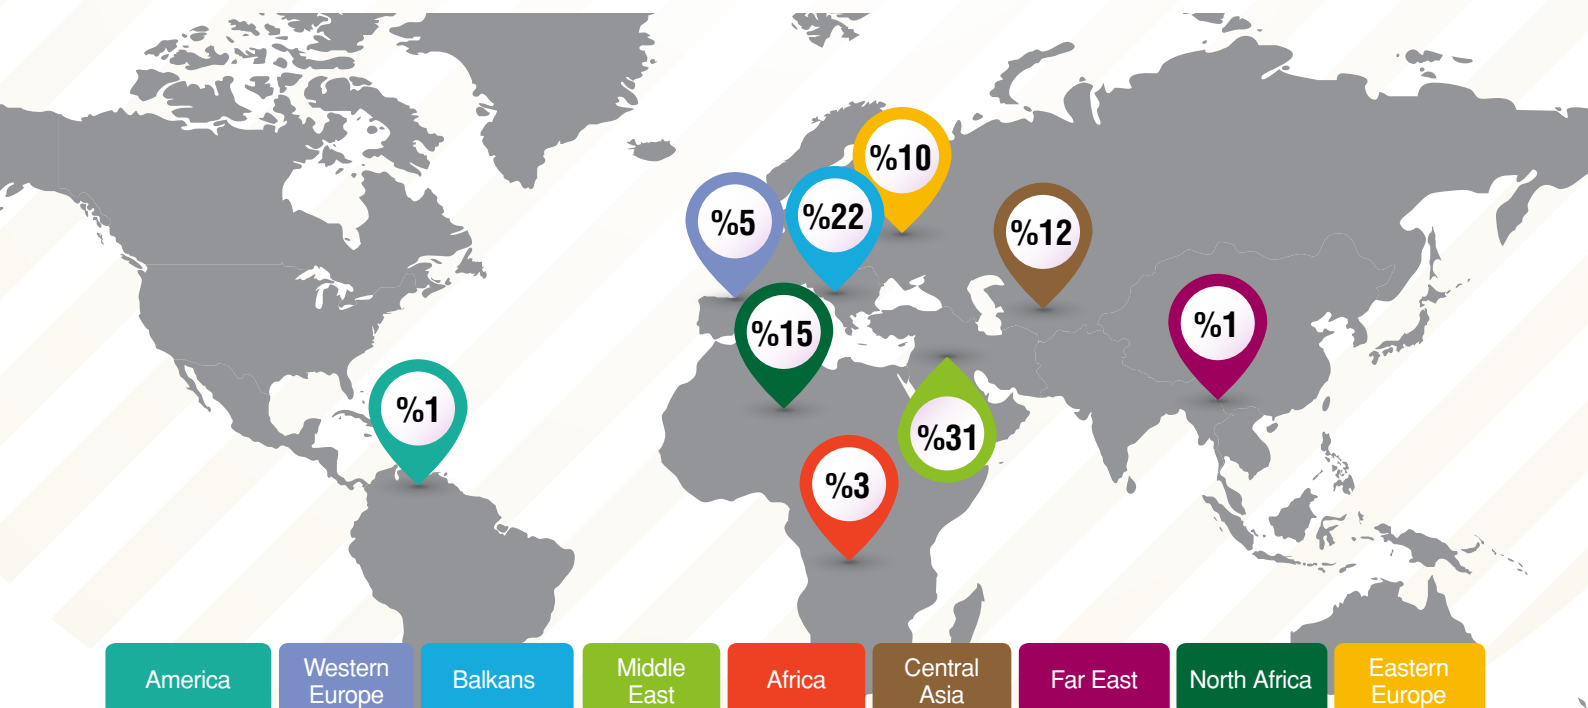 %10
%5
%22
%12
%15
%1
%1
%31
%3
America
Western
Europe
Balkans
Middle
East
Africa
Central
Asia
Far East
North Africa
Eastern
Europe